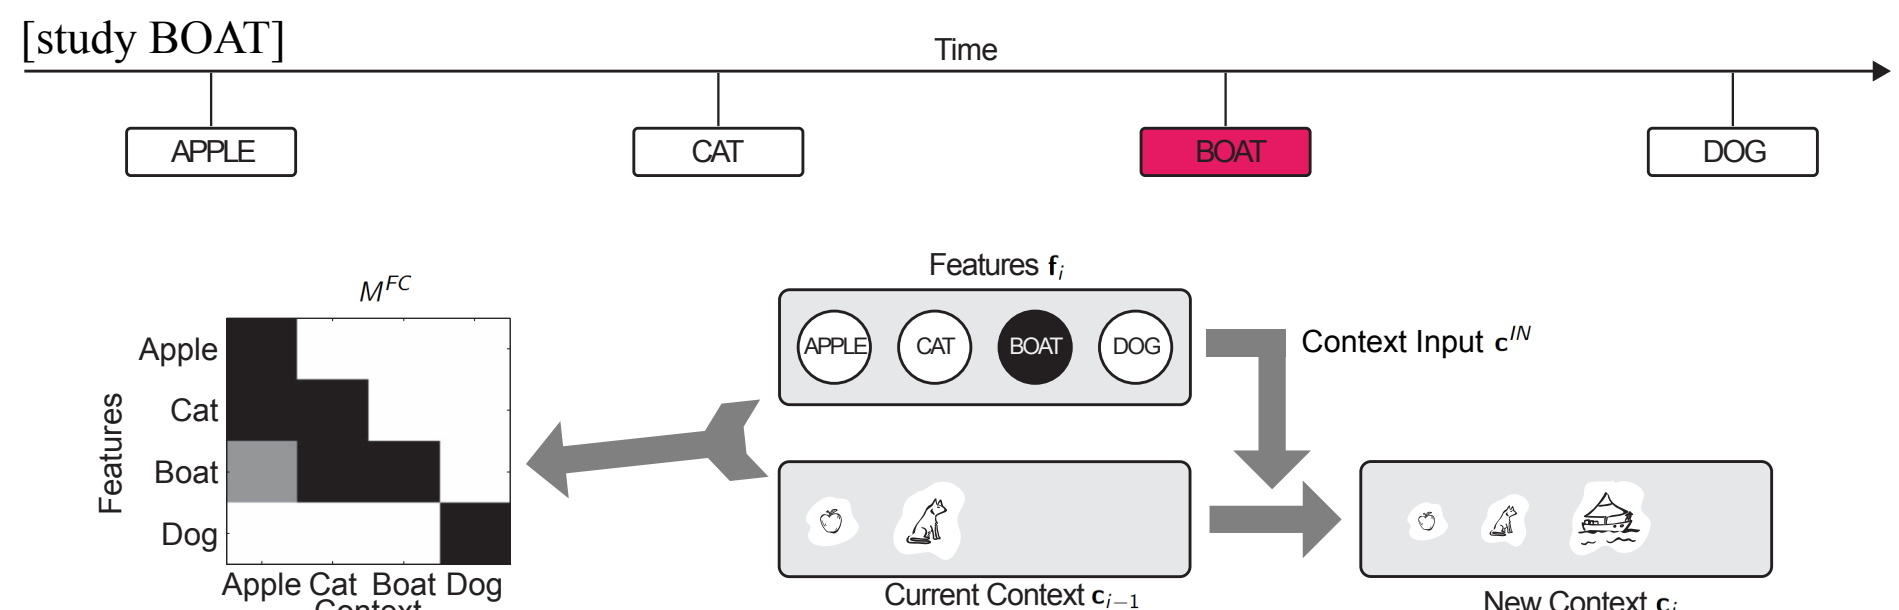 [study BOAT]
Time
APPLE CAT BOAT DOG
Features f_i
M^{FC}
APPLE CAT BOAT DOG
Context Input c^{IN}
Features
Apple
Cat
Boat
Dog
Apple Cat Boat Dog
Context
Current Context c_{i−1}
New Context c_i